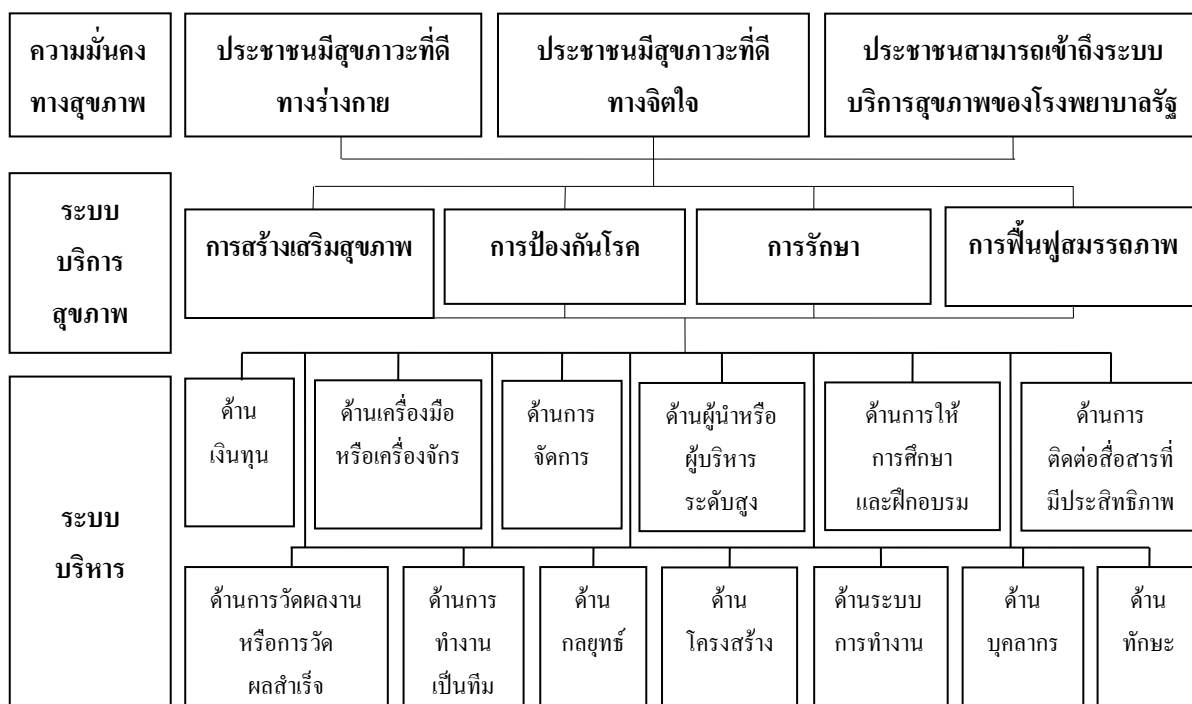 ความมั่นคง
ทางสุขภาพ
ประชาชนมีสุขภาวะที่ดี
ทางร่างกาย
ประชาชนมีสุขภาวะที่ดี
ทางจิตใจ
ประชาชนสามารถเข้าถึงระบบ
บริการสุขภาพของโรงพยาบาลรัฐ
ระบบ
บริการ
สุขภาพ
การสร้างเสริมสุขภาพ
การป้องกันโรค
การรักษา
การฟื้นฟูสมรรถภาพ
ระบบ
บริหาร
ด้าน
เงินทุน
ด้านเครื่องมือ
หรือเครื่องจักร
ด้านการ
จัดการ
ด้านผู้นำหรือ
ผู้บริหาร
ระดับสูง
ด้านการให้
การศึกษา
และฝึกอบรม
ด้านการ
ติดต่อสื่อสารที่
มีประสิทธิภาพ
ด้านการวัดผลงาน
หรือการวัด
ผลสำเร็จ
ด้านการ
ทำงาน
เป็นทีม
ด้าน
กลยุทธ์
ด้าน
โครงสร้าง
ด้านระบบ
การทำงาน
ด้าน
บุคลากร
ด้าน
ทักษะ